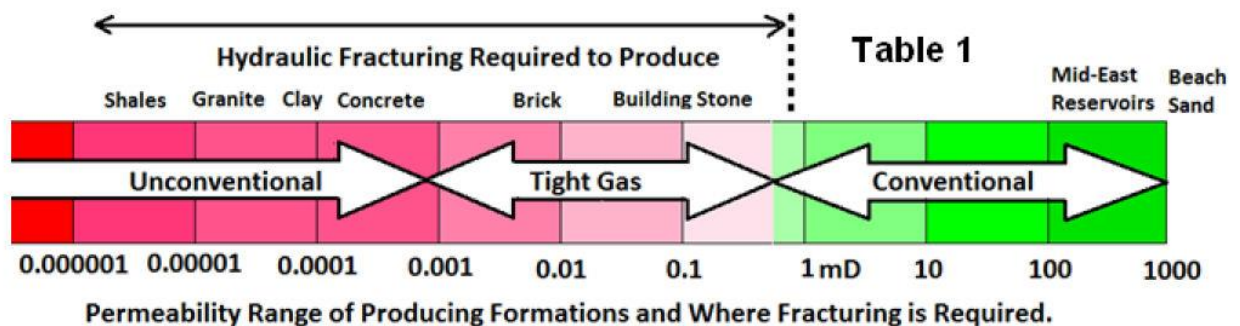 Hydraulic Fracturing Required to Produce
Table 1
Shales Granite Clay Concrete Brick Building Stone Mid-East Reservoirs Beach Sand
Unconventional Tight Gas Conventional
0.000001 0.00001 0.0001 0.001 0.01 0.1 1 mD 10 100 1000
Permeability Range of Producing Formations and Where Fracturing is Required.